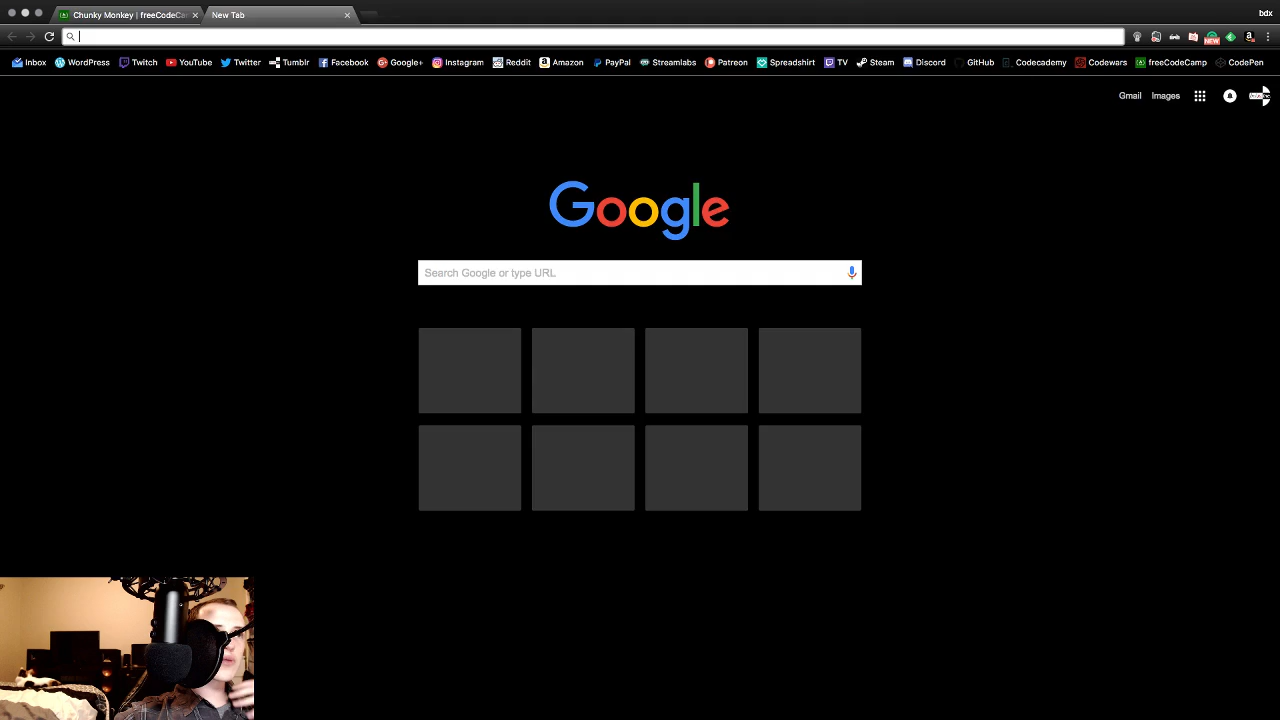 Chunky Monkey | freeCodeCa
New Tab
bdx
Inbox WordPress Twitch YouTube Twitter Tumblr Facebook Google+ Instagram Reddit Amazon PayPal Streamlabs Patreon Spreadshirt TV Steam Discord GitHub Codecademy Codewars freeCodeCamp CodePen
NEW
Gmail Images
Google
Search Google or type URL